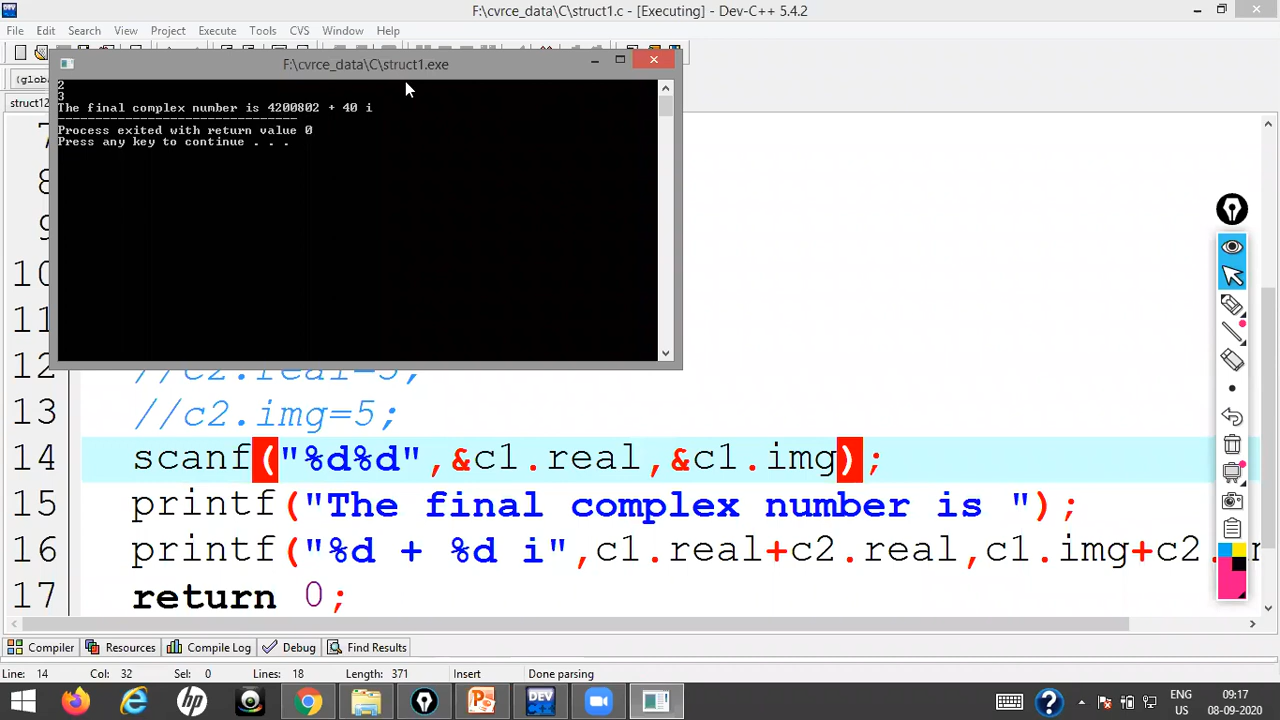 F:\cvrce_data\C\struct1.c - [Executing] - Dev-C++ 5.4.2
File Edit Search View Project Execute Tools CVS Window Help
F:\cvrce_data\C\struct1.exe
(globa
struct12
2
3
The final complex number is 4200802 + 40 i
--------------------------------
Process exited with return value 0
Press any key to continue . . .
7
8
9
10
11
12 //c2.real=5;
13 //c2.img=5;
14 scanf("%d%d",&c1.real,&c1.img);
15 printf("The final complex number is ");
16 printf("%d + %d i",c1.real+c2.real,c1.img+c2.
17 return 0;
Compiler Resources Compile Log Debug Find Results
Line: 14 Col: 32 Sel: 0 Lines: 18 Length: 371 Insert Done parsing
ENG 09:17
US 08-09-2020